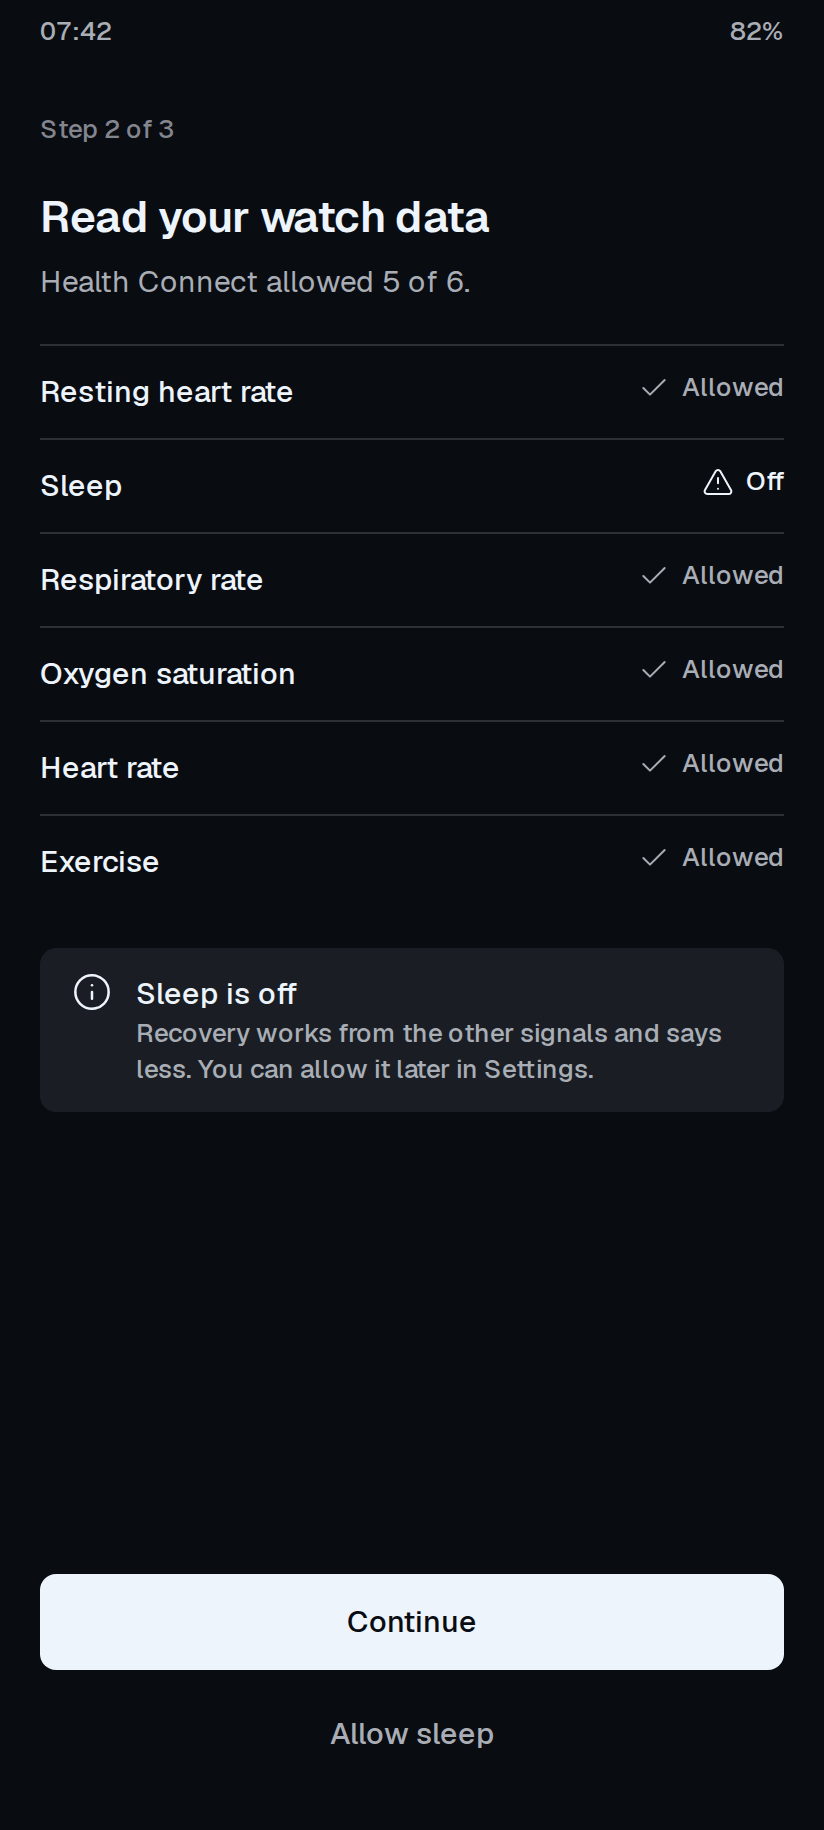 07:42 82%
Step 2 of 3
Read your watch data
Health Connect allowed 5 of 6.
Resting heart rate Allowed
Sleep Off
Respiratory rate Allowed
Oxygen saturation Allowed
Heart rate Allowed
Exercise Allowed
Sleep is off
Recovery works from the other signals and says
less. You can allow it later in Settings.
Continue
Allow sleep